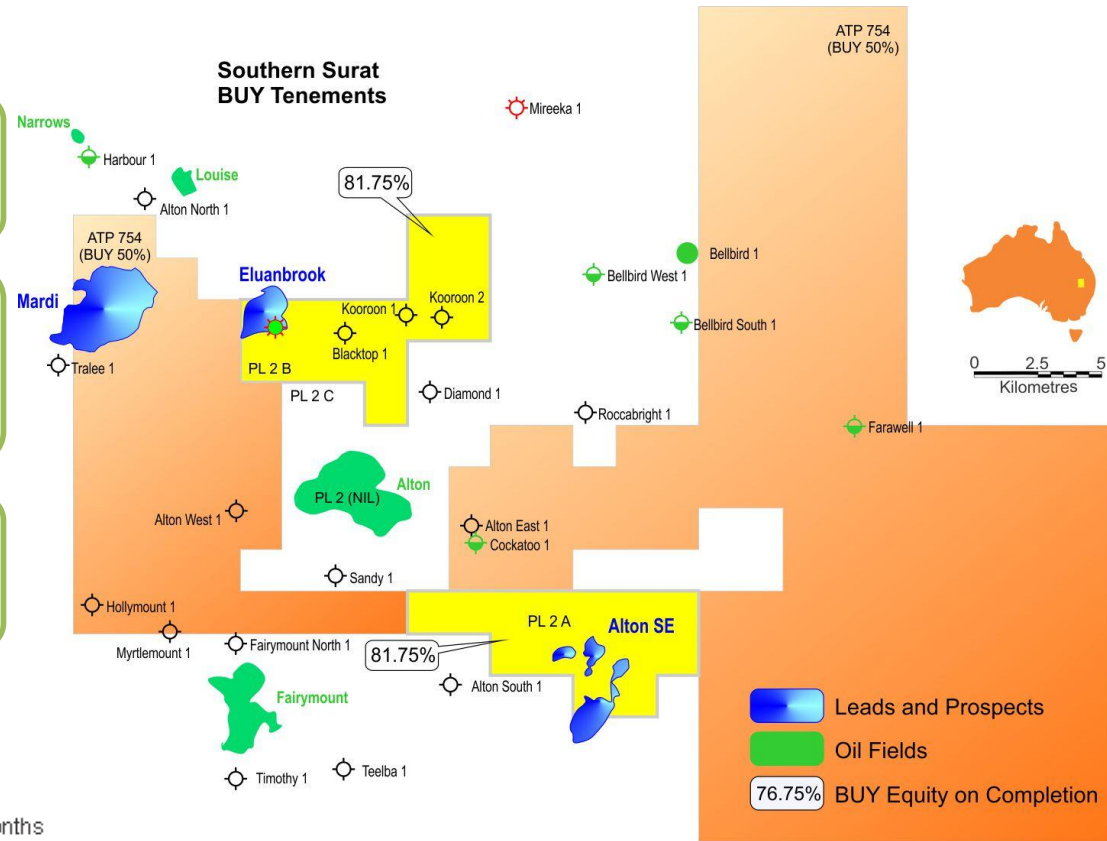 Southern Surat
BUY Tenements
ATP 754
(BUY 50%)
Mireeka 1
Narrows
Harbour 1
Louise
Alton North 1
81.75%
ATP 754
(BUY 50%)
Bellbird 1
Bellbird West 1
Eluanbrook
Mardi
Kooroon 1
Kooroon 2
Bellbird South 1
Blacktop 1
Tralee 1
PL 2 B
PL 2 C
Diamond 1
0 2.5 5
Kilometres
Roccabright 1
Farawell 1
Alton
PL 2 (NIL)
Alton West 1
Alton East 1
Cockatoo 1
Sandy 1
Hollymount 1
PL 2 A
Alton SE
Myrtlemount 1
Fairymount North 1
81.75%
Alton South 1
Fairymount
Leads and Prospects
Oil Fields
Timothy 1
Teelba 1
76.75%
BUY Equity on Completion